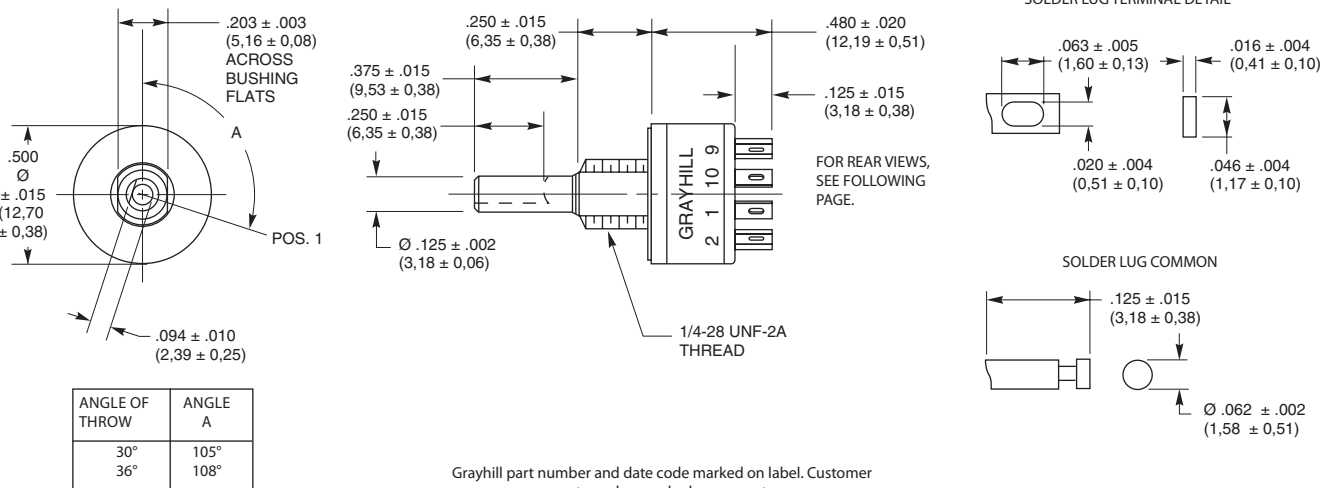 SOLDER LUG TERMINAL DETAIL
.203 ± .003
(5,16 ± 0,08)
ACROSS
BUSHING
FLATS
A
.500
Ø
± .015
(12,70
± 0,38)
POS. 1
.094 ± .010
(2,39 ± 0,25)
.250 ± .015
(6,35 ± 0,38)
.480 ± .020
(12,19 ± 0,51)
.375 ± .015
(9,53 ± 0,38)
.125 ± .015
(3,18 ± 0,38)
.250 ± .015
(6,35 ± 0,38)
GRAYHILL
2 1 10 9
FOR REAR VIEWS,
SEE FOLLOWING
PAGE.
Ø .125 ± .002
(3,18 ± 0,06)
1/4-28 UNF-2A
THREAD
.063 ± .005
(1,60 ± 0,13)
.016 ± .004
(0,41 ± 0,10)
.020 ± .004
(0,51 ± 0,10)
.046 ± .004
(1,17 ± 0,10)
SOLDER LUG COMMON
.125 ± .015
(3,18 ± 0,38)
Ø .062 ± .002
(1,58 ± 0,51)
ANGLE OF THROW ANGLE A
30° 105°
36° 108°
Grayhill part number and date code marked on label. Customer